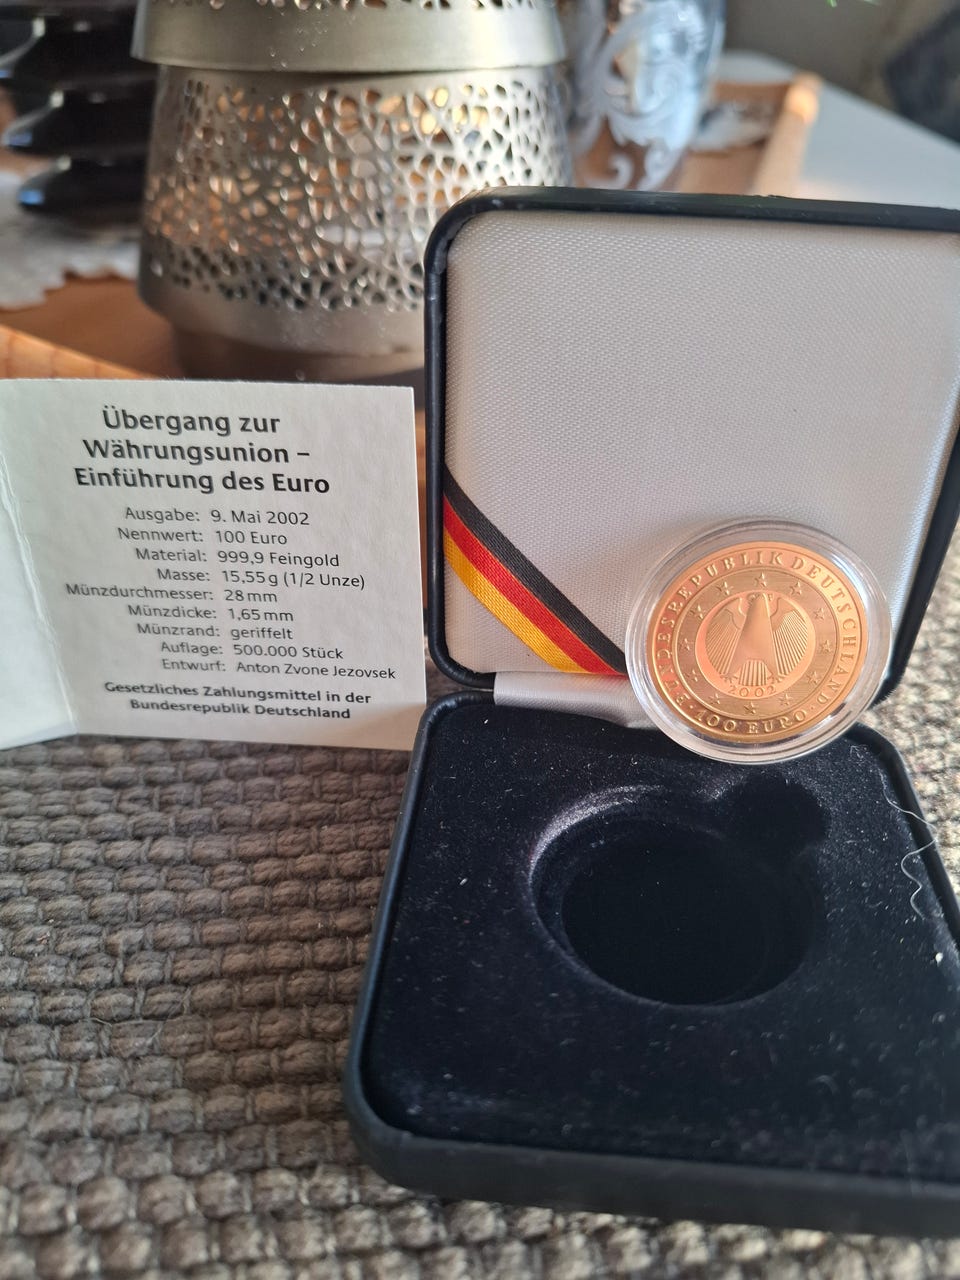 Übergang zur
Währungsunion –
Einführung des Euro
Ausgabe: 9. Mai 2002
Nennwert: 100 Euro
Material: 999,9 Feingold
Masse: 15,55 g (1/2 Unze)
Münzdurchmesser: 28 mm
Münzdicke: 1,65 mm
Münzrand: geriffelt
Auflage: 500.000 Stück
Entwurf: Anton Zvone Jezovsek
Gesetzliches Zahlungsmittel in der
Bundesrepublik Deutschland
BUNDESREPUBLIK DEUTSCHLAND
2002
· 100 EURO ·